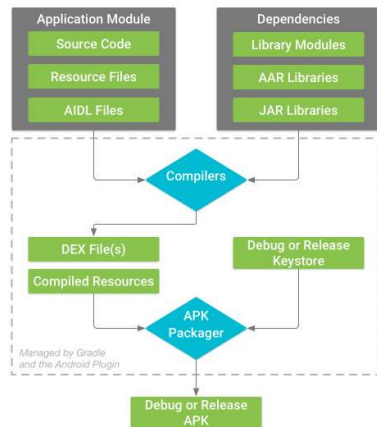 Application Module
Source Code
Resource Files
AIDL Files
Dependencies
Library Modules
AAR Libraries
JAR Libraries
Compilers
DEX File(s)
Compiled Resources
Debug or Release
Keystore
APK
Packager
Managed by Gradle
and the Android Plugin
Debug or Release
APK